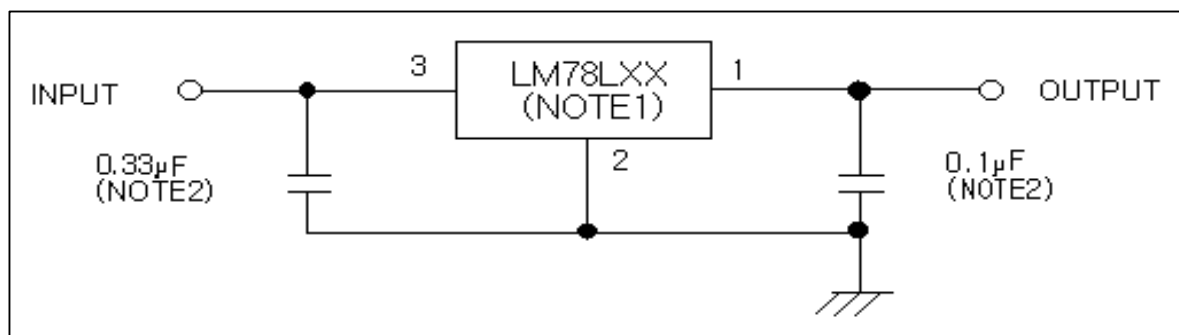 INPUT
3
LM78LXX
(NOTE1)
1
OUTPUT
2
0.33μF
(NOTE2)
0.1μF
(NOTE2)